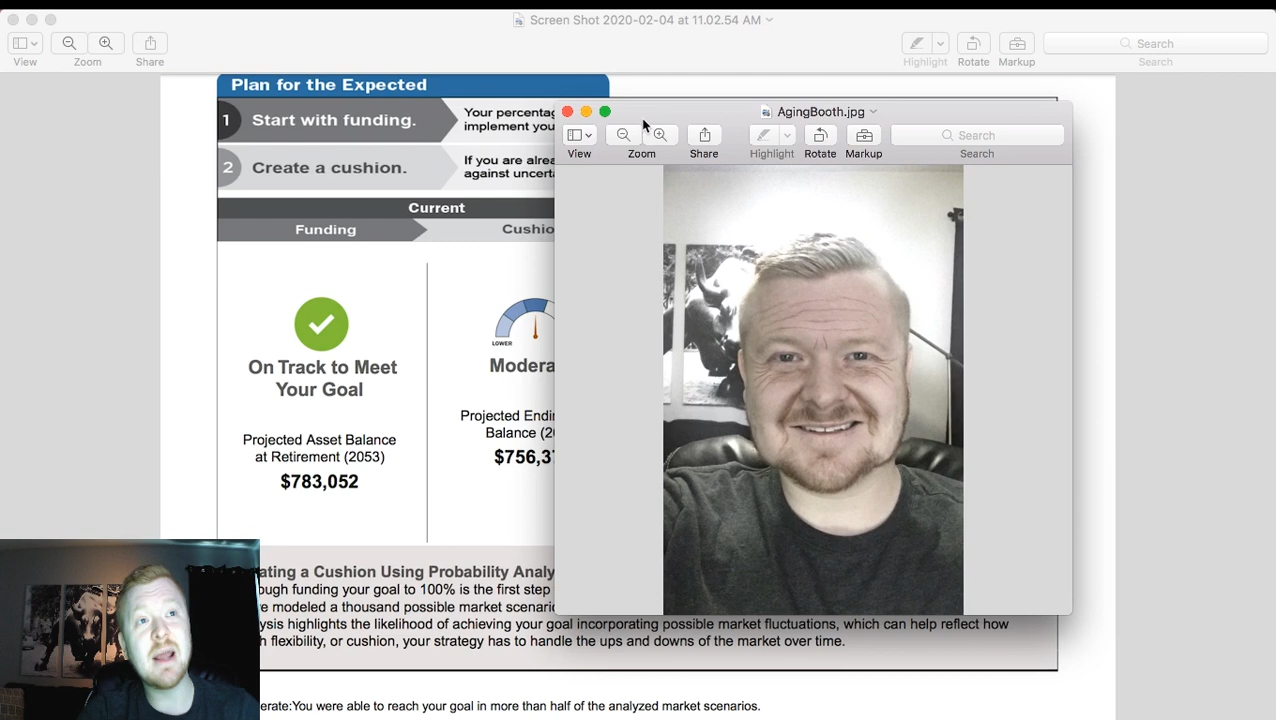 Screen Shot 2020-02-04 at 11.02.54 AM
View
Zoom
Share
Highlight
Rotate
Markup
Search
Search
Plan for the Expected
1 Start with funding.
Your percentag
implement you
2 Create a cushion.
If you are alrea
against uncerta
Current
Funding
Cushio
On Track to Meet
Your Goal
Projected Asset Balance
at Retirement (2053)
$783,052
LOWER
Modera
Projected Endin
Balance (20
$756,37
AgingBooth.jpg
View
Zoom
Share
Highlight
Rotate
Markup
Search
Search
ating a Cushion Using Probability Analy
ough funding your goal to 100% is the first step
e modeled a thousand possible market scenario
ysis highlights the likelihood of achieving your goal incorporating possible market fluctuations, which can help reflect how
h flexibility, or cushion, your strategy has to handle the ups and downs of the market over time.
erate:You were able to reach your goal in more than half of the analyzed market scenarios.